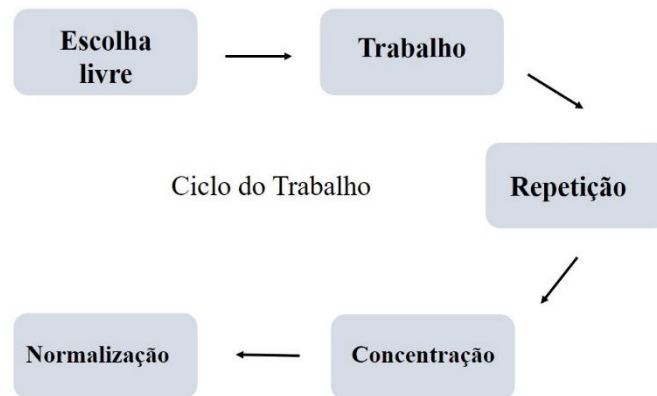 Escolha
livre
Trabalho
Ciclo do Trabalho
Repetição
Normalização
Concentração